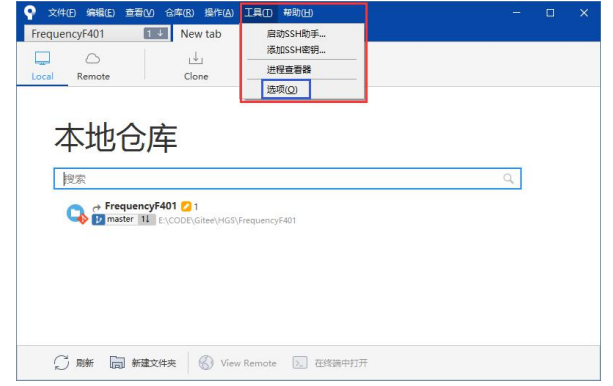 文件(F) 编辑(E) 查看(V) 仓库(R) 操作(A) 工具(T) 帮助(H)
FrequencyF401 1 New tab
启动SSH助手...
添加SSH密钥...
进程查看器
选项(O)
Local Remote Clone
本地仓库
搜索
FrequencyF401 1
master 1 E:\CODE\Gitee\HGS\FrequencyF401
刷新 新建文件夹 View Remote 在终端中打开